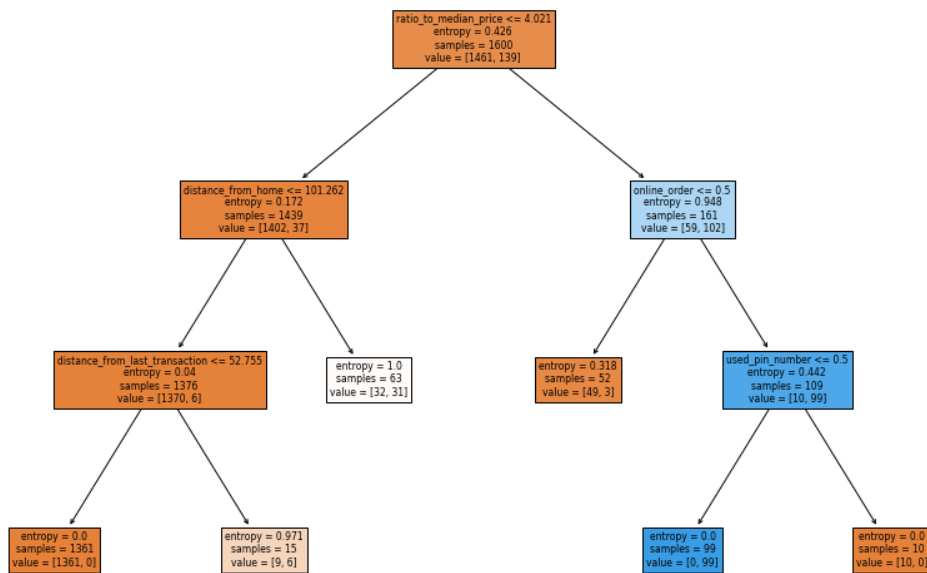 ratio_to_median_price <= 4.021
entropy = 0.426
samples = 1600
value = [1461, 139]
distance_from_home <= 101.262
entropy = 0.172
samples = 1439
value = [1402, 37]
online_order <= 0.5
entropy = 0.948
samples = 161
value = [59, 102]
distance_from_last_transaction <= 52.755
entropy = 0.04
samples = 1376
value = [1370, 6]
entropy = 1.0
samples = 63
value = [32, 31]
entropy = 0.318
samples = 52
value = [49, 3]
used_pin_number <= 0.5
entropy = 0.442
samples = 109
value = [10, 99]
entropy = 0.0
samples = 1361
value = [1361, 0]
entropy = 0.971
samples = 15
value = [9, 6]
entropy = 0.0
samples = 99
value = [0, 99]
entropy = 0.0
samples = 10
value = [10, 0]